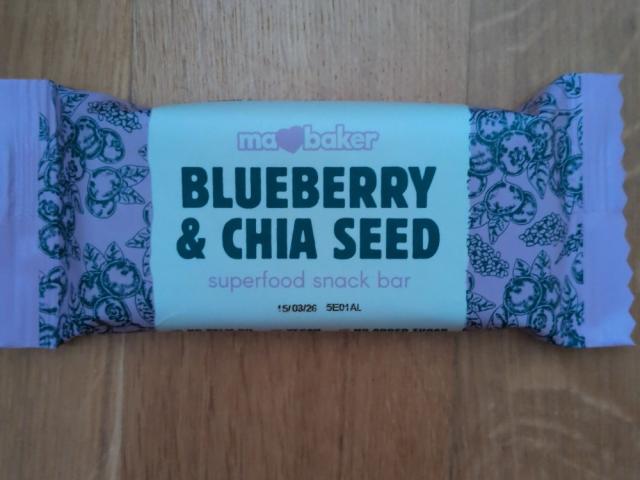 ma baker
BLUEBERRY
& CHIA SEED
superfood snack bar
15/03/26 5E01AL